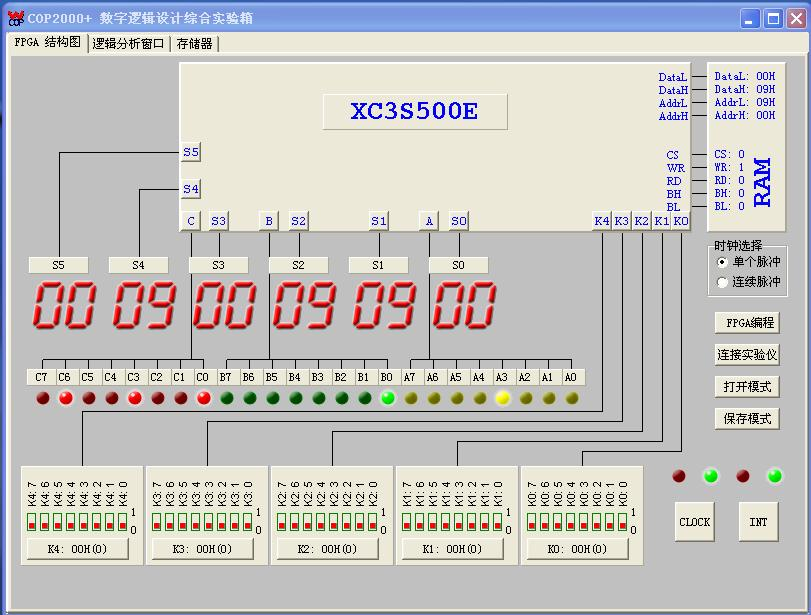 COP2000+ 数字逻辑设计综合实验箱
FPGA 结构图 逻辑分析窗口 存储器
XC3S500E
DataL DataL: 00H
DataH DataH: 09H
AddrL AddrL: 09H
AddrH AddrH: 00H
CS CS: 0
WR WR: 1
RD RD: 0
BH BH: 0
BL BL: 0
RAM
S5
S4
C S3 B S2 S1 A S0 K4 K3 K2 K1 K0
时钟选择
单个脉冲
连续脉冲
S5 S4 S3 S2 S1 S0
00 09 00 09 09 00
FPGA编程
连接实验仪
打开模式
保存模式
C7 C6 C5 C4 C3 C2 C1 C0 B7 B6 B5 B4 B3 B2 B1 B0 A7 A6 A5 A4 A3 A2 A1 A0
K4:7 K4:6 K4:5 K4:4 K4:3 K4:2 K4:1 K4:0
1
0
K4: 00H(0)
K3:7 K3:6 K3:5 K3:4 K3:3 K3:2 K3:1 K3:0
1
0
K3: 00H(0)
K2:7 K2:6 K2:5 K2:4 K2:3 K2:2 K2:1 K2:0
1
0
K2: 00H(0)
K1:7 K1:6 K1:5 K1:4 K1:3 K1:2 K1:1 K1:0
1
0
K1: 00H(0)
K0:7 K0:6 K0:5 K0:4 K0:3 K0:2 K0:1 K0:0
1
0
K0: 00H(0)
CLOCK INT